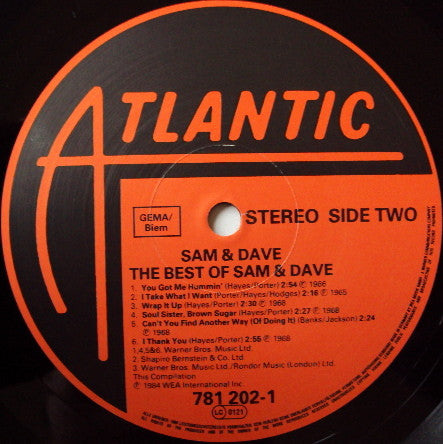 ATLANTIC
GEMA/
Biem
STEREO SIDE TWO
SAM & DAVE
THE BEST OF SAM & DAVE
1. You Got Me Hummin' (Hayes/Porter) 2:54 ℗ 1966
2. I Take What I Want (Porter/Hayes/Hodges) 2:16 ℗ 1965
3. Wrap It Up (Hayes/Porter) 2:30 ℗ 1968
4. Soul Sister, Brown Sugar (Hayes/Porter) 2:27 ℗ 1968
5. Can't You Find Another Way (Of Doing It) (Banks/Jackson) 2:24
℗ 1968
6. I Thank You (Hayes/Porter) 2:55 ℗ 1968
1,4,5&6. Warner Bros. Music Ltd.
2. Shapiro Bernstein & Co. Ltd
3. Warner Bros. Music Ltd./Rondor Music (London) Ltd.
This Compilation
℗ 1984 WEA International Inc.
781 202-1
LC 0121